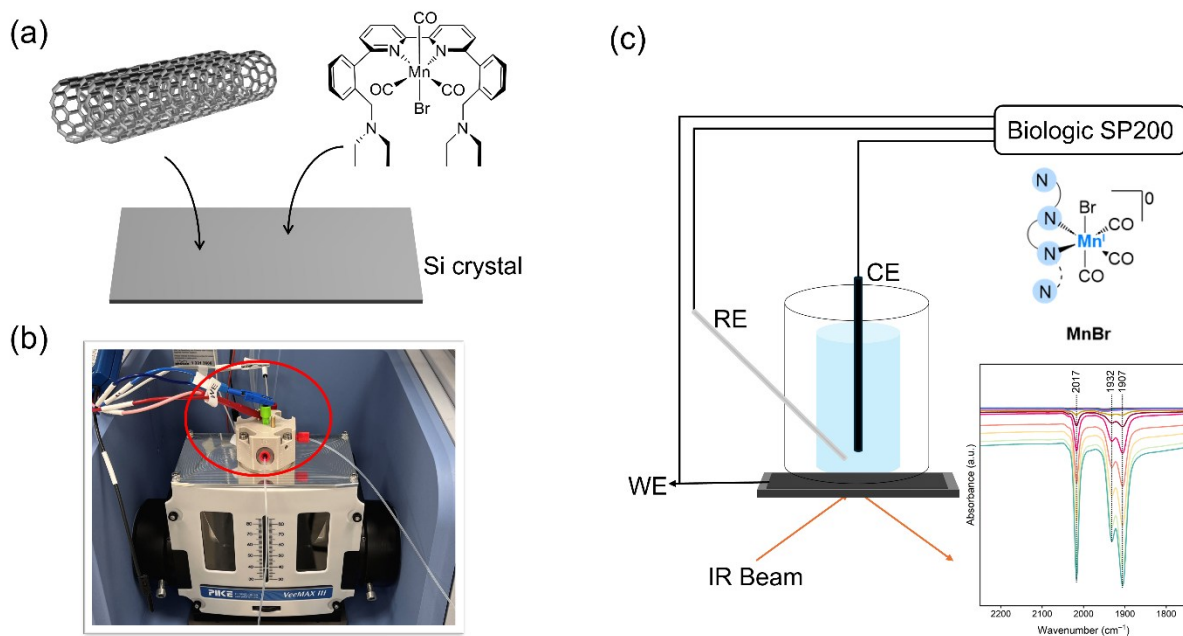 (a)
CO
N
N
Mn
OC
CO
Br
N
N
Si crystal
(b)
WE
PIKE
VeeMAX III
(c)
Biologic SP200
CE
RE
WE
IR Beam
N
N
N
N
Br
0
CO
Mn^I
CO
CO
MnBr
2017
1932
1907
Absorbance (a.u.)
2200
2100
2000
1900
1800
Wavenumber (cm⁻¹)